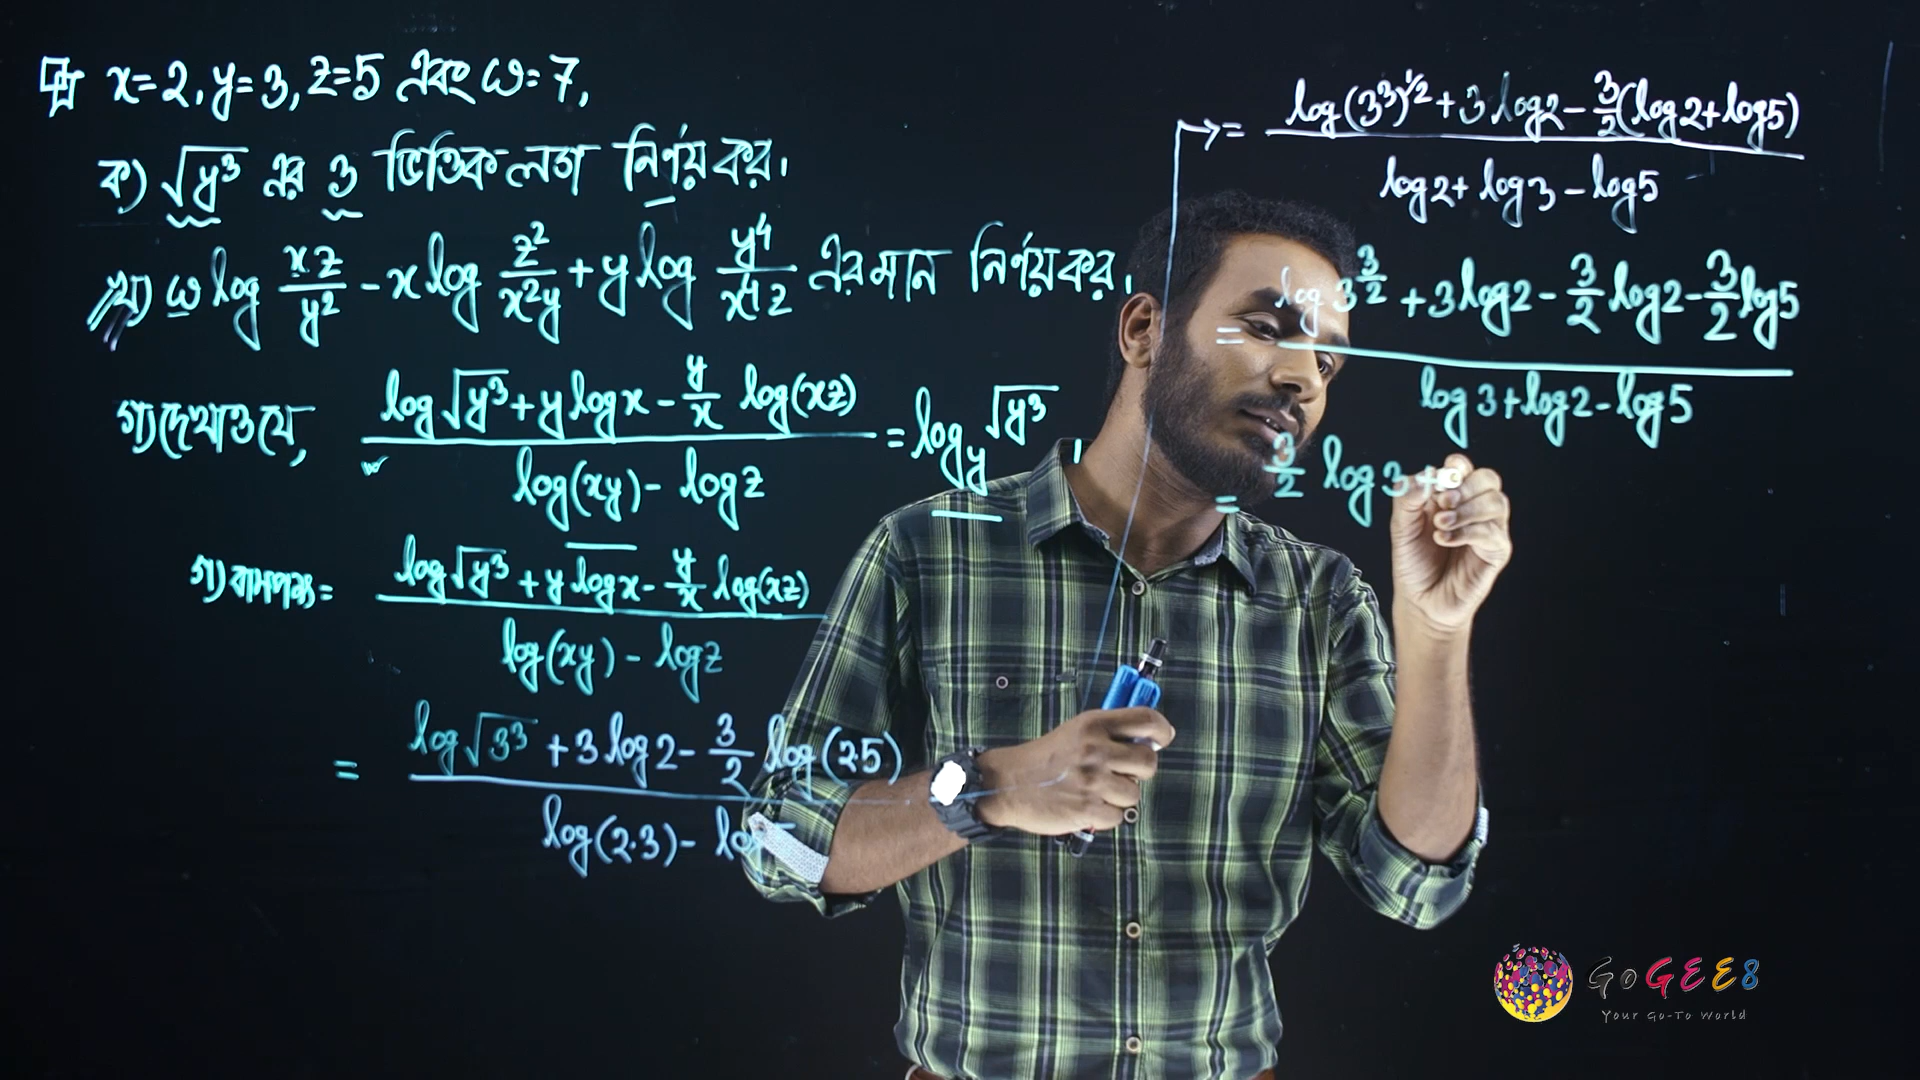 x=2, y=3, z=5 এবং ω=7,
ক) √y³ এর 3 ভিত্তিক লগ নির্ণয় কর।
খ) ω log xz/y² - x log z²/x²y + y log y⁴/x⁴z এর মান নির্ণয় কর।
গ) দেখাও যে, (log√y³ + y log x - y/x log(xz)) / (log(xy) - log z) = log_y √y³ ।
গ) বামপক্ষ = (log√y³ + y log x - y/x log(xz)) / (log(xy) - log z)
= (log√3³ + 3 log 2 - 3/2 log(2.5)) / (log(2.3) - log
= (log(3³)^1/2 + 3 log 2 - 3/2 (log 2 + log 5)) / (log 2 + log 3 - log 5)
= (log 3^3/2 + 3 log 2 - 3/2 log 2 - 3/2 log 5) / (log 3 + log 2 - log 5)
= 3/2 log 3 +
GoGEE8
Your Go-To World